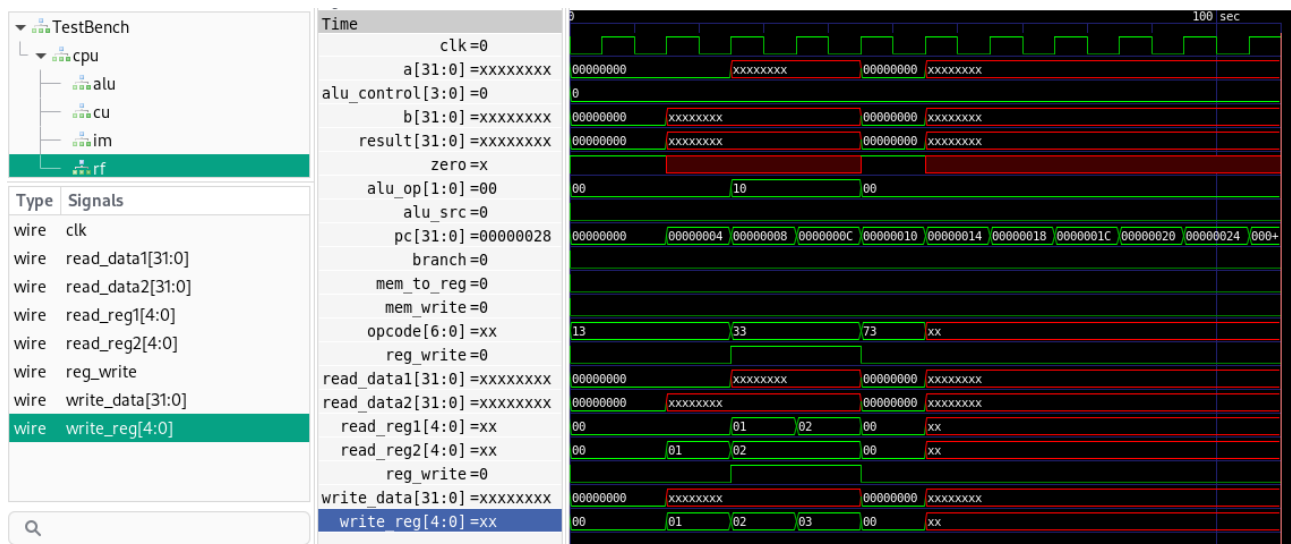 TestBench
cpu
alu
cu
im
rf
Type Signals
wire clk
wire read_data1[31:0]
wire read_data2[31:0]
wire read_reg1[4:0]
wire read_reg2[4:0]
wire reg_write
wire write_data[31:0]
wire write_reg[4:0]
Time 0 100 sec
clk=0
a[31:0]=xxxxxxxx 00000000 xxxxxxxx 00000000 xxxxxxxx
alu_control[3:0]=0 0
b[31:0]=xxxxxxxx 00000000 xxxxxxxx 00000000 xxxxxxxx
result[31:0]=xxxxxxxx 00000000 xxxxxxxx 00000000 xxxxxxxx
zero=x
alu_op[1:0]=00 00 10 00
alu_src=0
pc[31:0]=00000028 00000000 00000004 00000008 0000000C 00000010 00000014 00000018 0000001C 00000020 00000024 000+
branch=0
mem_to_reg=0
mem_write=0
opcode[6:0]=xx 13 33 73 xx
reg_write=0
read_data1[31:0]=xxxxxxxx 00000000 xxxxxxxx 00000000 xxxxxxxx
read_data2[31:0]=xxxxxxxx 00000000 xxxxxxxx 00000000 xxxxxxxx
read_reg1[4:0]=xx 00 01 02 00 xx
read_reg2[4:0]=xx 00 01 02 00 xx
reg_write=0
write_data[31:0]=xxxxxxxx 00000000 xxxxxxxx 00000000 xxxxxxxx
write_reg[4:0]=xx 00 01 02 03 00 xx